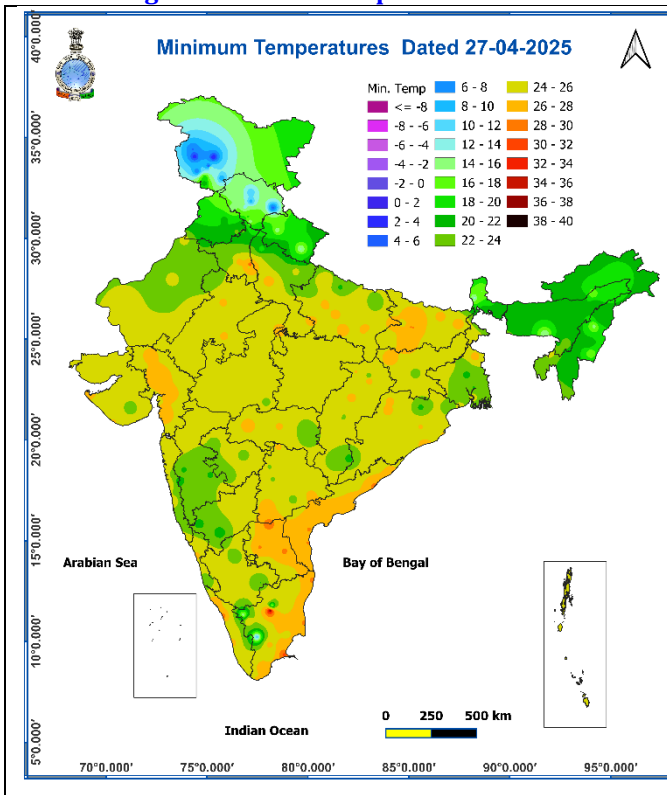 Minimum Temperatures Dated 27-04-2025
Min. Temp
<= -8
-8 - -6
-6 - -4
-4 - -2
-2 - 0
0 - 2
2 - 4
4 - 6
6 - 8
8 - 10
10 - 12
12 - 14
14 - 16
16 - 18
18 - 20
20 - 22
22 - 24
24 - 26
26 - 28
28 - 30
30 - 32
32 - 34
34 - 36
36 - 38
38 - 40
40°0.000'
35°0.000'
30°0.000'
25°0.000'
20°0.000'
15°0.000'
10°0.000'
5°0.000'
Arabian Sea
Bay of Bengal
Indian Ocean
0 250 500 km
70°0.000' 75°0.000' 80°0.000' 85°0.000' 90°0.000' 95°0.000'